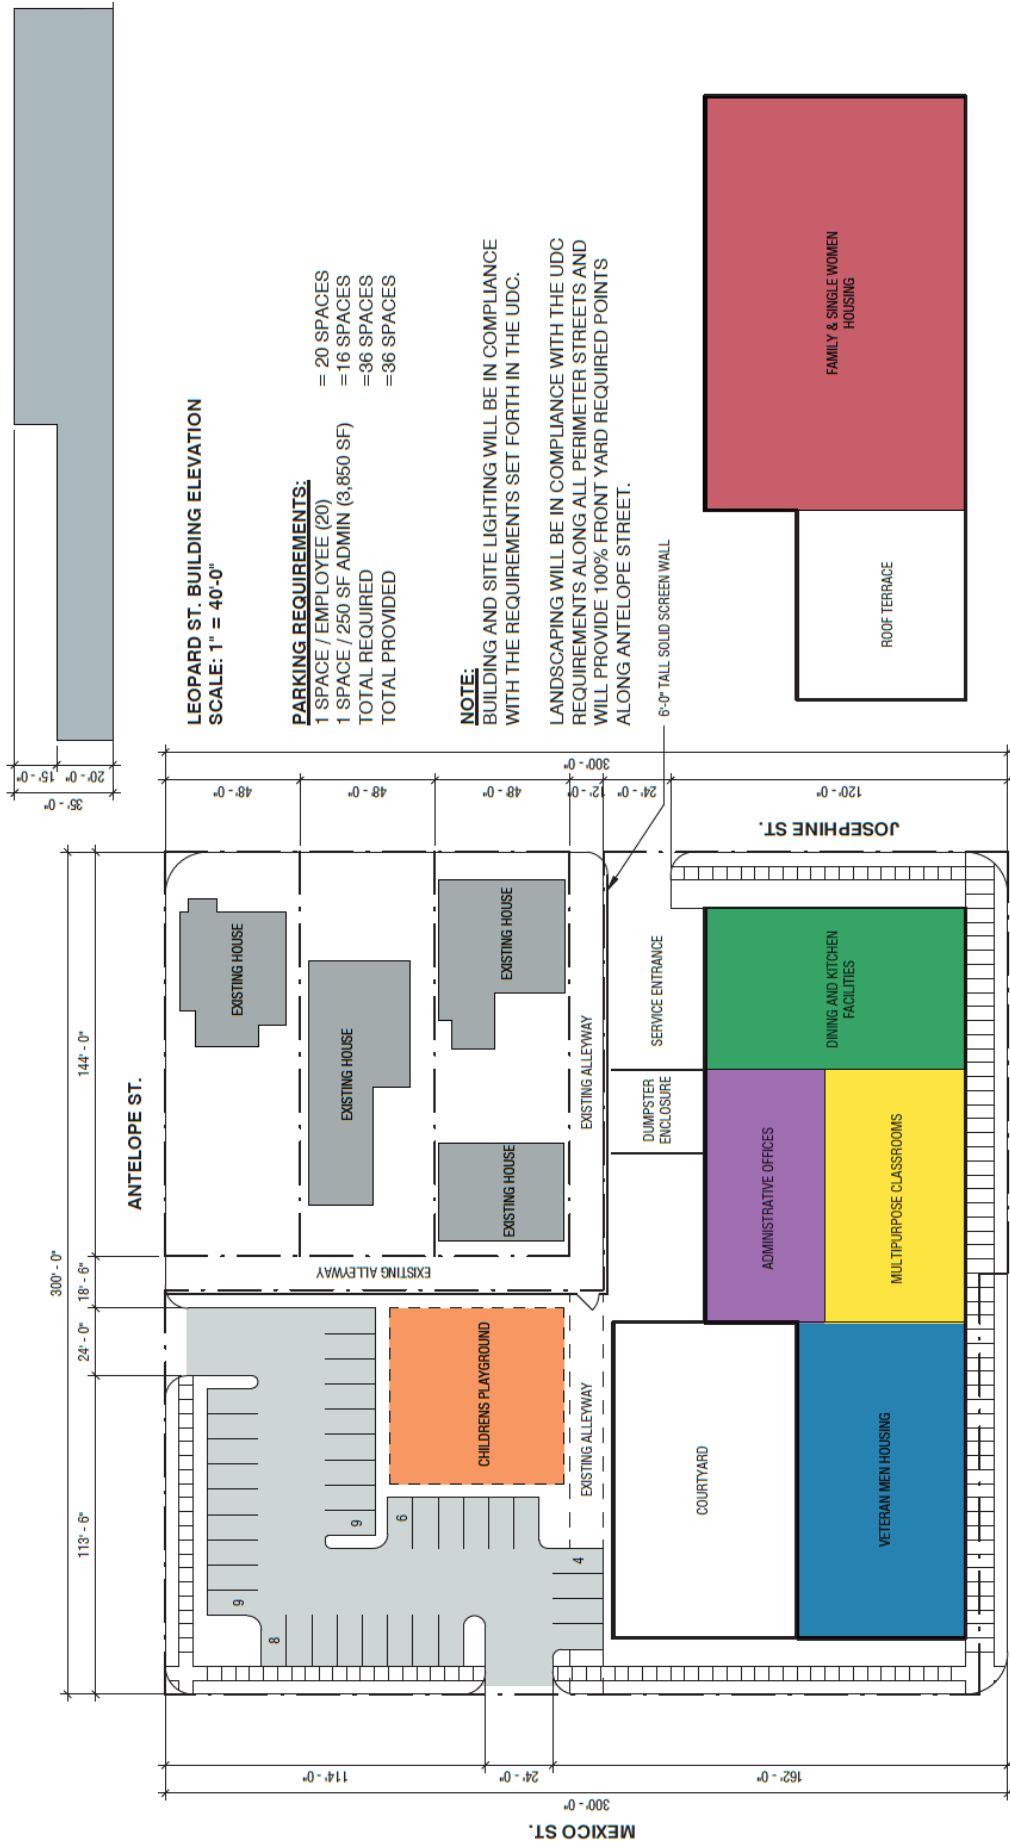 MEXICO ST.
300' - 0"
114' - 0"
24' - 0"
162' - 0"
300' - 0"
113' - 6"
24' - 0"
18' - 6"
144' - 0"
ANTELOPE ST.
9
8
9
6
4
CHILDRENS PLAYGROUND
EXISTING ALLEYWAY
EXISTING ALLEYWAY
EXISTING ALLEYWAY
EXISTING HOUSE
EXISTING HOUSE
EXISTING HOUSE
EXISTING HOUSE
COURTYARD
VETERAN MEN HOUSING
DUMPSTER
ENCLOSURE
SERVICE ENTRANCE
ADMINISTRATIVE OFFICES
MULTIPURPOSE CLASSROOMS
DINING AND KITCHEN
FACILITIES
JOSEPHINE ST.
48' - 0"
48' - 0"
48' - 0"
12' - 0"
24' - 0"
120' - 0"
300' - 0"
35' - 0"
15' - 0"
20' - 0"
LEOPARD ST. BUILDING ELEVATION
SCALE: 1" = 40'-0"
PARKING REQUIREMENTS:
1 SPACE / EMPLOYEE (20) = 20 SPACES
1 SPACE / 250 SF ADMIN (3,850 SF) =16 SPACES
TOTAL REQUIRED =36 SPACES
TOTAL PROVIDED =36 SPACES
NOTE:
BUILDING AND SITE LIGHTING WILL BE IN COMPLIANCE
WITH THE REQUIREMENTS SET FORTH IN THE UDC.
LANDSCAPING WILL BE IN COMPLIANCE WITH THE UDC
REQUIREMENTS ALONG ALL PERIMETER STREETS AND
WILL PROVIDE 100% FRONT YARD REQUIRED POINTS
ALONG ANTELOPE STREET.
6'-0" TALL SOLID SCREEN WALL
ROOF TERRACE
FAMILY & SINGLE WOMEN
HOUSING